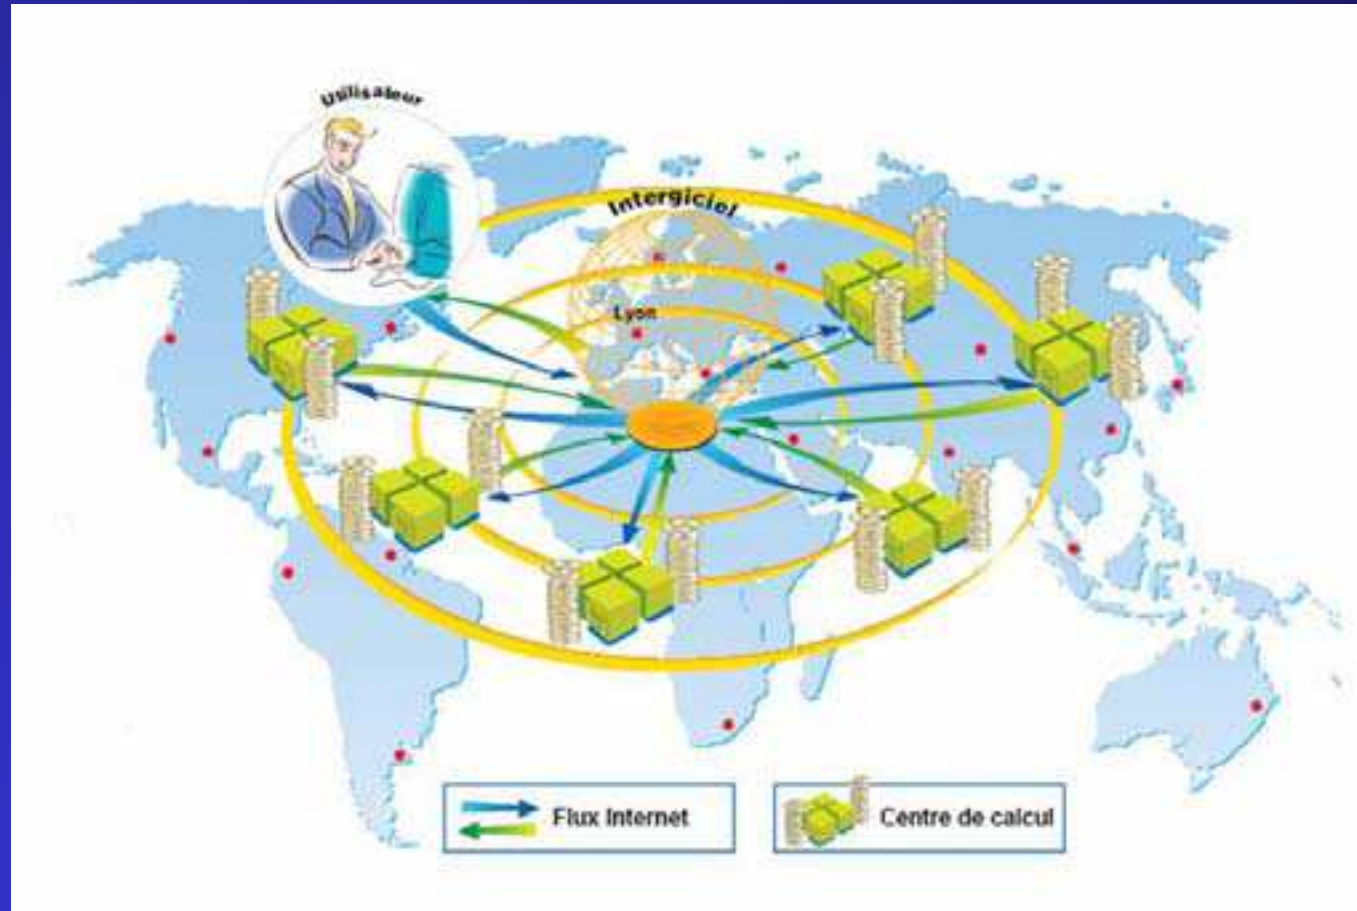 Utilisateur
Intergiciel
Lyon
Flux Internet
Centre de calcul